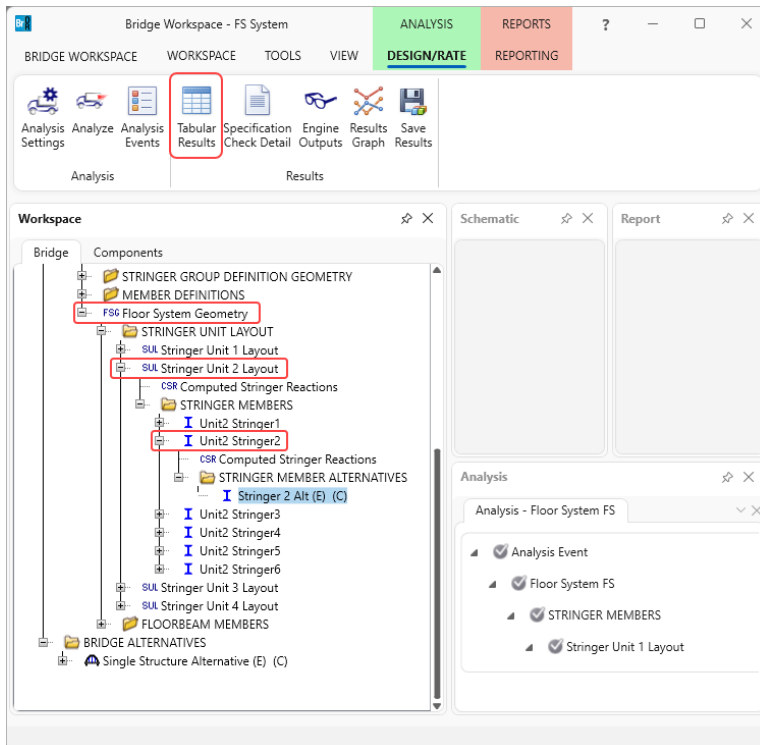 Br
Bridge Workspace - FS System
ANALYSIS
REPORTS
?
BRIDGE WORKSPACE
WORKSPACE
TOOLS
VIEW
DESIGN/RATE
REPORTING
Analysis Settings
Analyze
Analysis Events
Tabular Results
Specification Check Detail
Engine Outputs
Results Graph
Save Results
Analysis
Results
Workspace
Bridge
Components
STRINGER GROUP DEFINITION GEOMETRY
MEMBER DEFINITIONS
FSG Floor System Geometry
STRINGER UNIT LAYOUT
SUL Stringer Unit 1 Layout
SUL Stringer Unit 2 Layout
CSR Computed Stringer Reactions
STRINGER MEMBERS
Unit2 Stringer1
Unit2 Stringer2
CSR Computed Stringer Reactions
STRINGER MEMBER ALTERNATIVES
Stringer 2 Alt (E) (C)
Unit2 Stringer3
Unit2 Stringer4
Unit2 Stringer5
Unit2 Stringer6
SUL Stringer Unit 3 Layout
SUL Stringer Unit 4 Layout
FLOORBEAM MEMBERS
BRIDGE ALTERNATIVES
Single Structure Alternative (E) (C)
Schematic
Report
Analysis
Analysis - Floor System FS
Analysis Event
Floor System FS
STRINGER MEMBERS
Stringer Unit 1 Layout